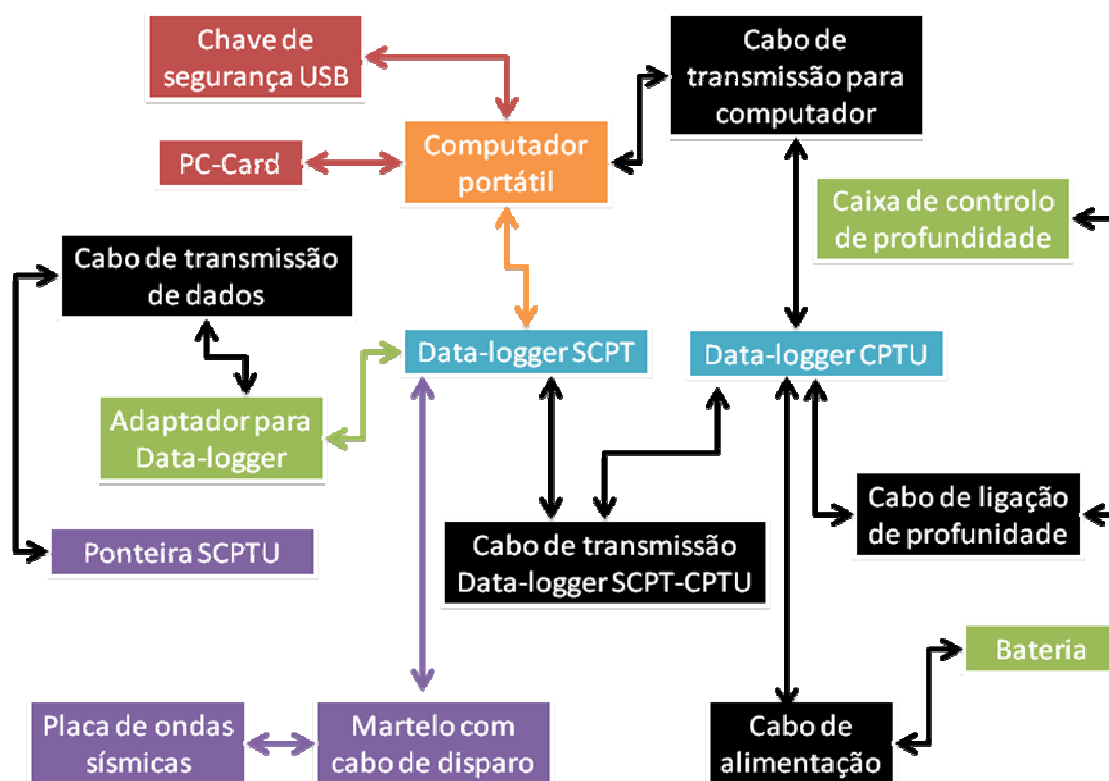 Chave de
segurança USB
Cabo de
transmissão para
computador
PC-Card
Computador
portátil
Caixa de controlo
de profundidade
Cabo de transmissão
de dados
Data-logger SCPT
Data-logger CPTU
Adaptador para
Data-logger
Cabo de ligação
de profunidade
Ponteira SCPTU
Cabo de transmissão
Data-logger SCPT-CPTU
Bateria
Placa de ondas
sísmicas
Martelo com
cabo de disparo
Cabo de
alimentação